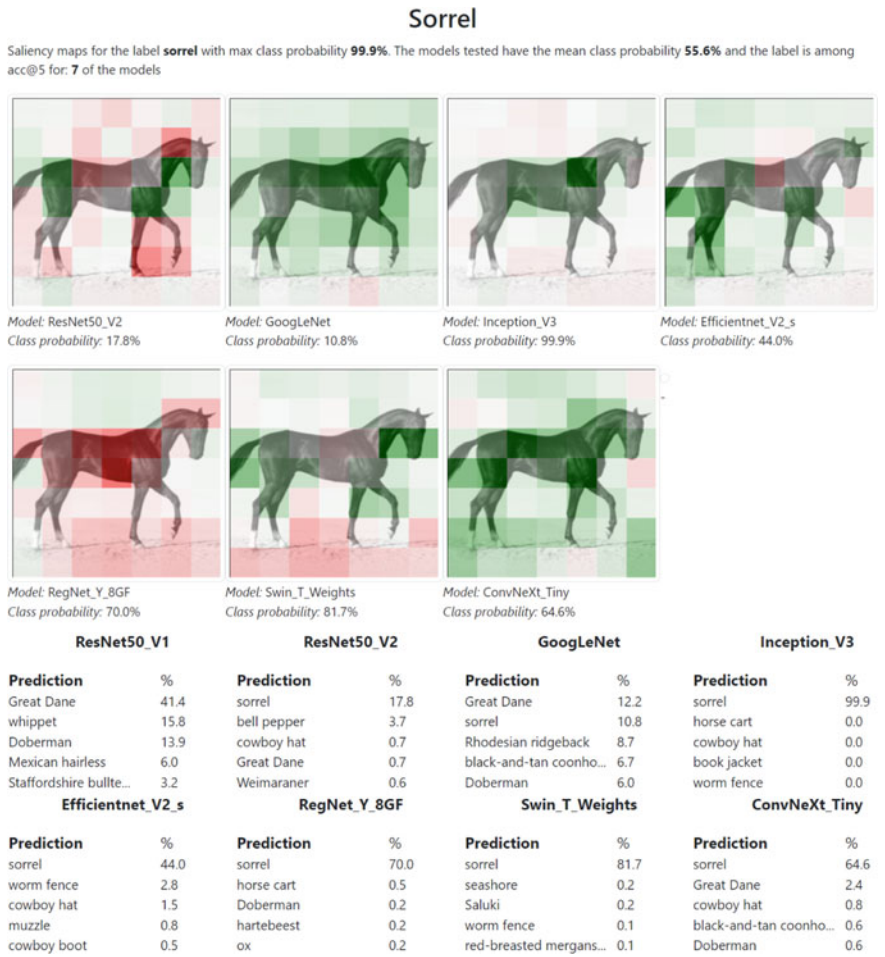 Sorrel
Saliency maps for the label sorrel with max class probability 99.9%. The models tested have the mean class probability 55.6% and the label is among
acc@5 for: 7 of the models
Model: ResNet50_V2
Class probability: 17.8%
Model: GoogLeNet
Class probability: 10.8%
Model: Inception_V3
Class probability: 99.9%
Model: Efficientnet_V2_s
Class probability: 44.0%
Model: RegNet_Y_8GF
Class probability: 70.0%
Model: Swin_T_Weights
Class probability: 81.7%
Model: ConvNeXt_Tiny
Class probability: 64.6%
ResNet50_V1
Prediction %
Great Dane 41.4
whippet 15.8
Doberman 13.9
Mexican hairless 6.0
Staffordshire bullte... 3.2
ResNet50_V2
Prediction %
sorrel 17.8
bell pepper 3.7
cowboy hat 0.7
Great Dane 0.7
Weimaraner 0.6
GoogLeNet
Prediction %
Great Dane 12.2
sorrel 10.8
Rhodesian ridgeback 8.7
black-and-tan coonho... 6.7
Doberman 6.0
Inception_V3
Prediction %
sorrel 99.9
horse cart 0.0
cowboy hat 0.0
book jacket 0.0
worm fence 0.0
Efficientnet_V2_s
Prediction %
sorrel 44.0
worm fence 2.8
cowboy hat 1.5
muzzle 0.8
cowboy boot 0.5
RegNet_Y_8GF
Prediction %
sorrel 70.0
horse cart 0.5
Doberman 0.2
hartebeest 0.2
ox 0.2
Swin_T_Weights
Prediction %
sorrel 81.7
seashore 0.2
Saluki 0.2
worm fence 0.1
red-breasted mergans... 0.1
ConvNeXt_Tiny
Prediction %
sorrel 64.6
Great Dane 2.4
cowboy hat 0.8
black-and-tan coonho... 0.6
Doberman 0.6